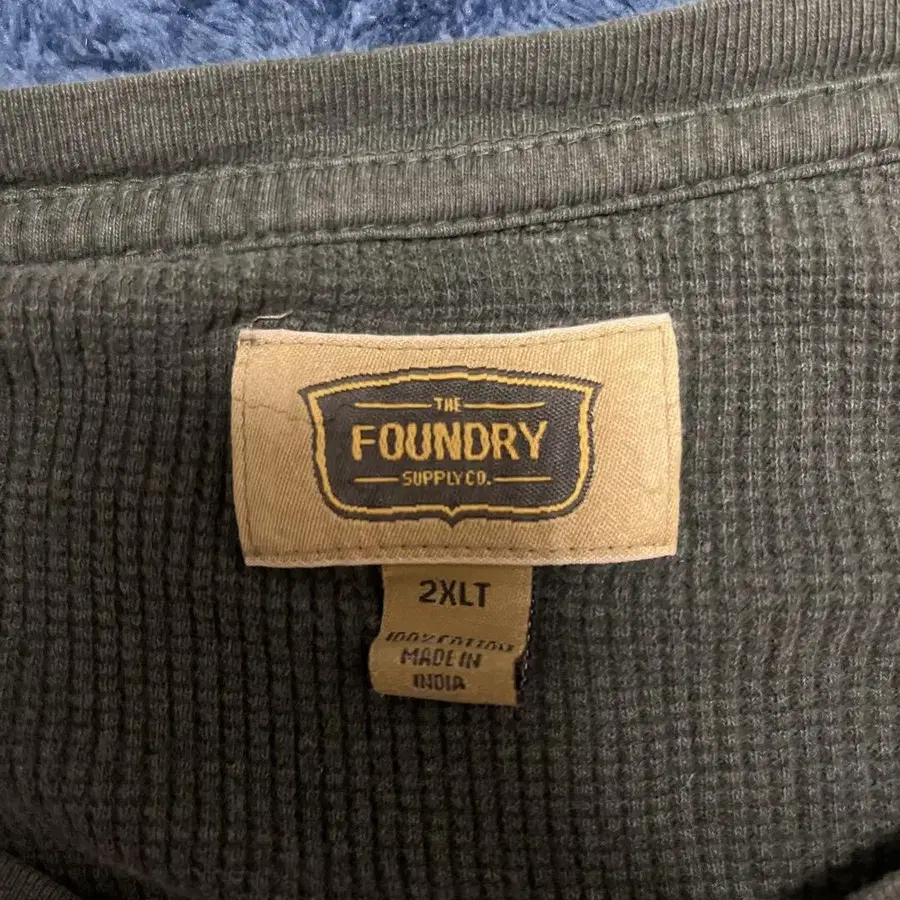 THE
FOUNDRY
SUPPLY CO.
2XLT
100% COTTON
MADE IN
INDIA